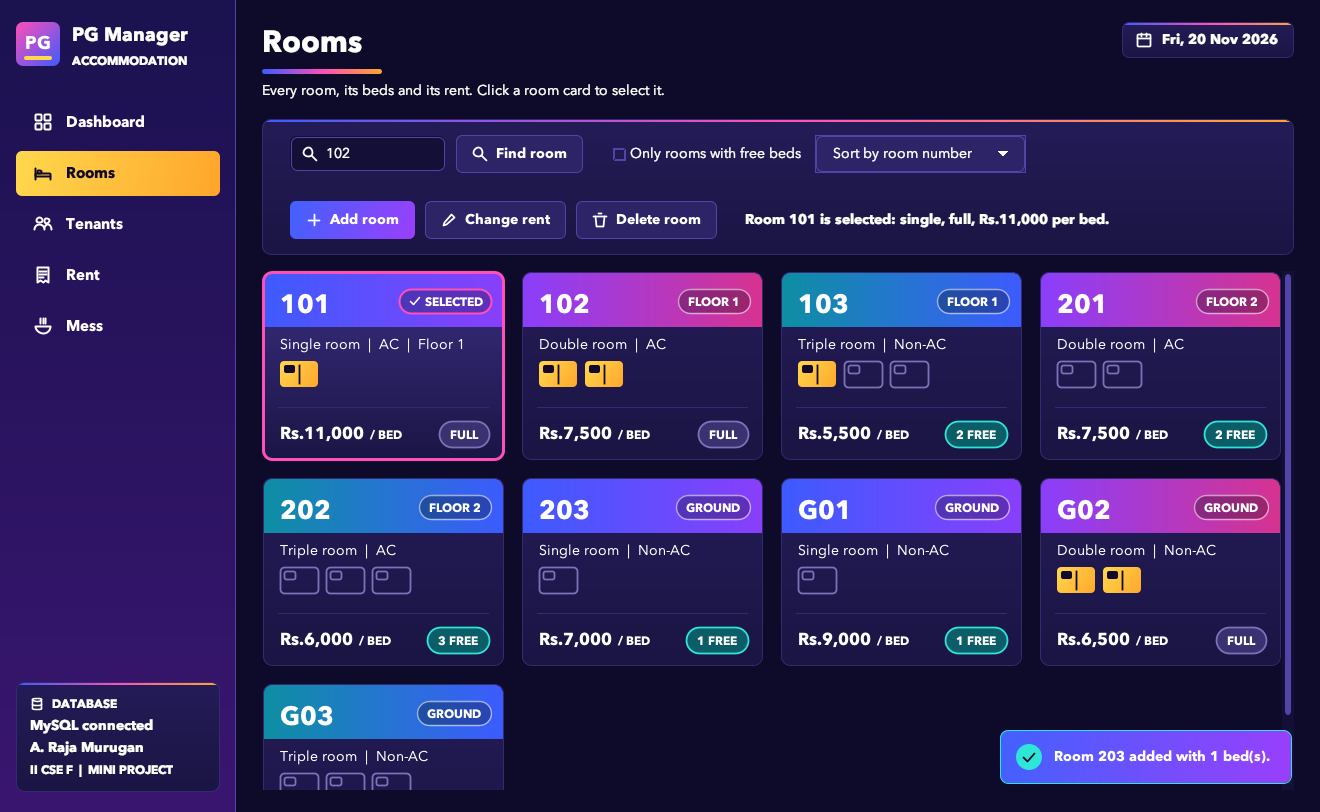 PG
PG Manager
ACCOMMODATION
Dashboard
Rooms
Tenants
Rent
Mess
DATABASE
MySQL connected
A. Raja Murugan
II CSE F | MINI PROJECT
Rooms
Fri, 20 Nov 2026
Every room, its beds and its rent. Click a room card to select it.
102
Find room
Only rooms with free beds
Sort by room number
Add room
Change rent
Delete room
Room 101 is selected: single, full, Rs.11,000 per bed.
101
SELECTED
Single room | AC | Floor 1
Rs.11,000 / BED
FULL
102
FLOOR 1
Double room | AC
Rs.7,500 / BED
FULL
103
FLOOR 1
Triple room | Non-AC
Rs.5,500 / BED
2 FREE
201
FLOOR 2
Double room | AC
Rs.7,500 / BED
2 FREE
202
FLOOR 2
Triple room | AC
Rs.6,000 / BED
3 FREE
203
GROUND
Single room | Non-AC
Rs.7,000 / BED
1 FREE
G01
GROUND
Single room | Non-AC
Rs.9,000 / BED
1 FREE
G02
GROUND
Double room | Non-AC
Rs.6,500 / BED
FULL
G03
GROUND
Triple room | Non-AC
Room 203 added with 1 bed(s).